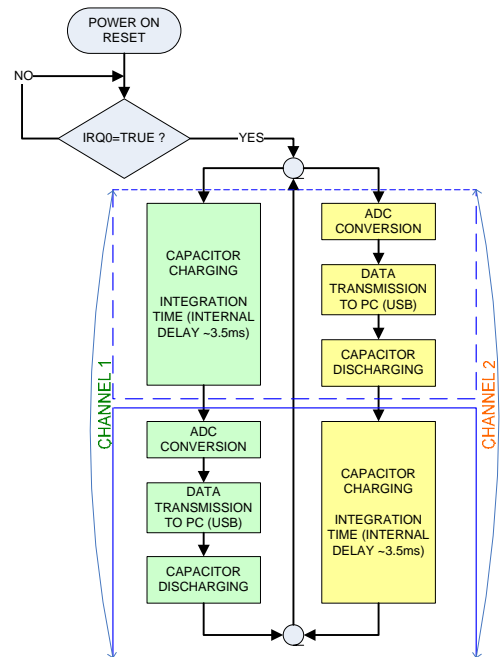 POWER ON
RESET
NO
IRQ0=TRUE ?
YES
CAPACITOR
CHARGING
INTEGRATION
TIME (INTERNAL
DELAY ~3.5ms)
ADC
CONVERSION
DATA
TRANSMISSION
TO PC (USB)
CAPACITOR
DISCHARGING
CHANNEL 1
CHANNEL 2
ADC
CONVERSION
DATA
TRANSMISSION
TO PC (USB)
CAPACITOR
DISCHARGING
CAPACITOR
CHARGING
INTEGRATION
TIME (INTERNAL
DELAY ~3.5ms)